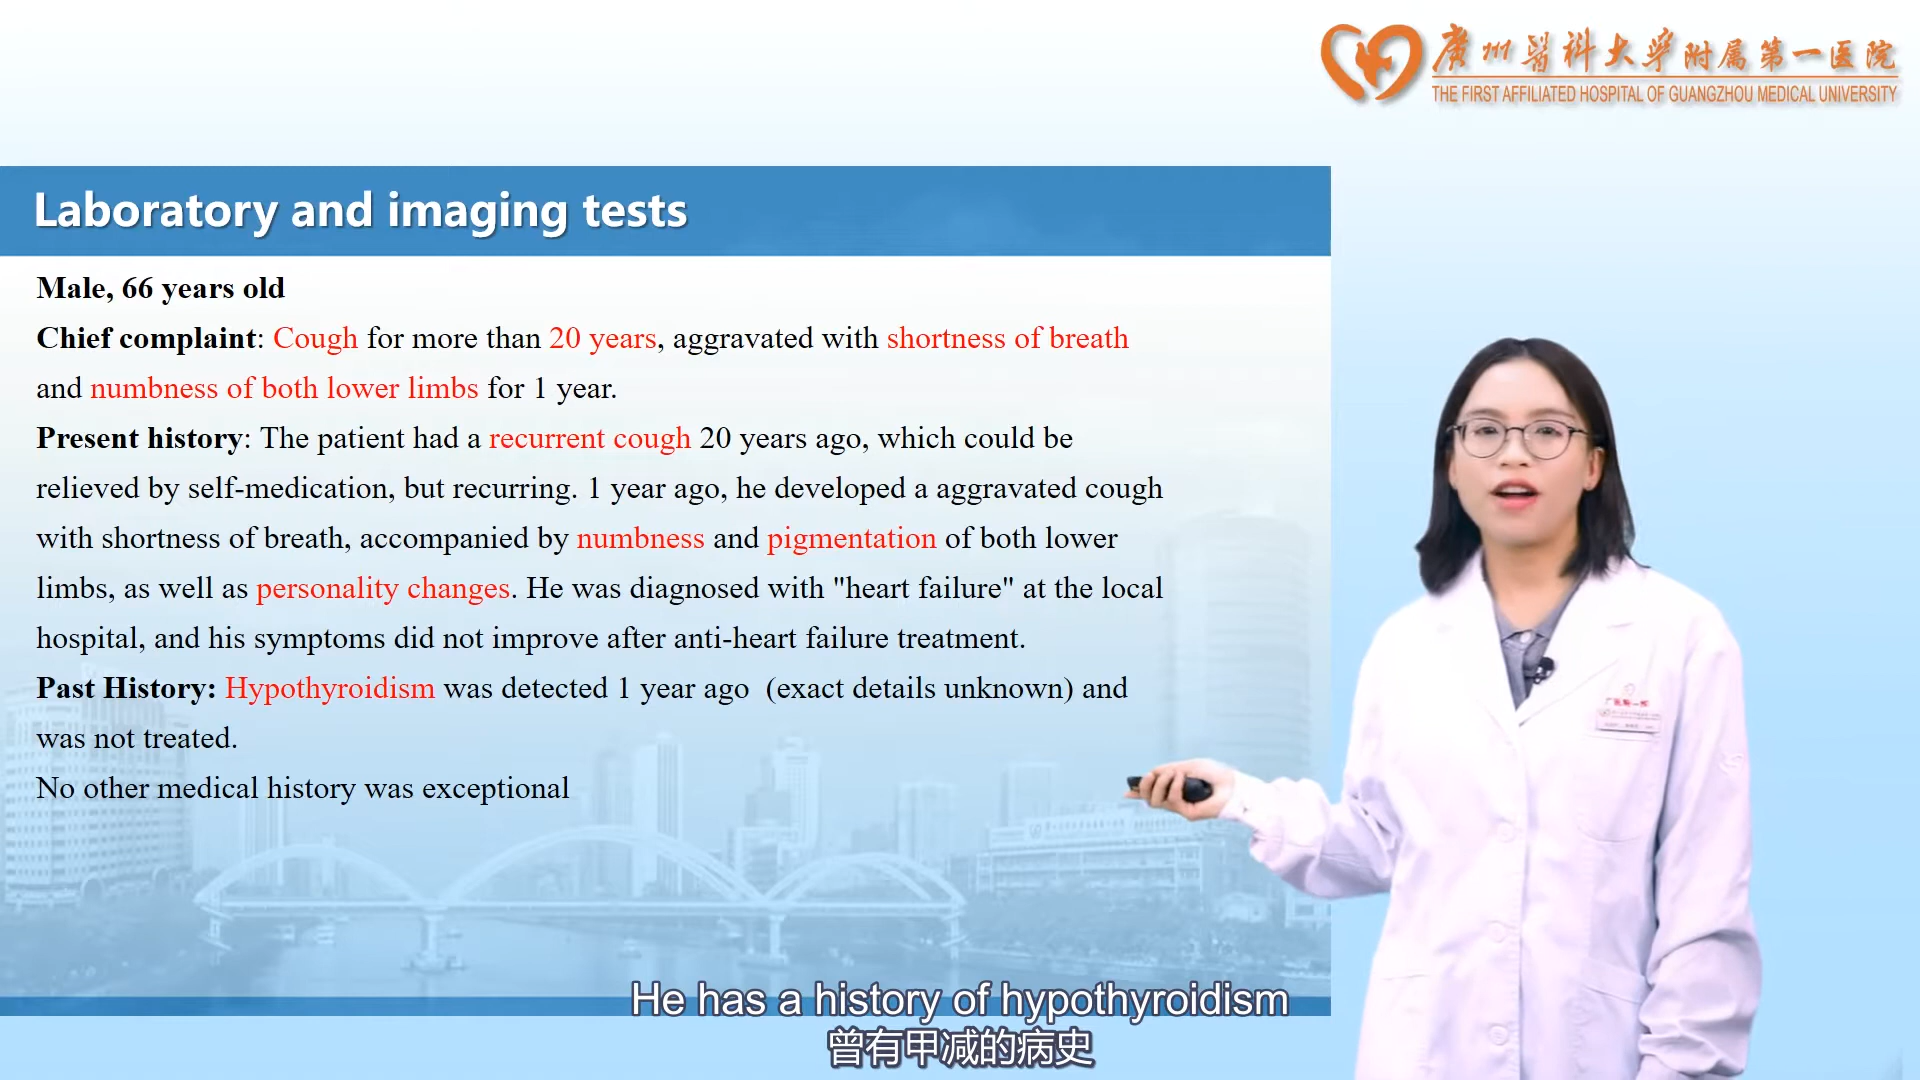 廣州醫科大學附属第一医院
THE FIRST AFFILIATED HOSPITAL OF GUANGZHOU MEDICAL UNIVERSITY
Laboratory and imaging tests
Male, 66 years old
Chief complaint: Cough for more than 20 years, aggravated with shortness of breath
and numbness of both lower limbs for 1 year.
Present history: The patient had a recurrent cough 20 years ago, which could be
relieved by self-medication, but recurring. 1 year ago, he developed a aggravated cough
with shortness of breath, accompanied by numbness and pigmentation of both lower
limbs, as well as personality changes. He was diagnosed with "heart failure" at the local
hospital, and his symptoms did not improve after anti-heart failure treatment.
Past History: Hypothyroidism was detected 1 year ago (exact details unknown) and
was not treated.
No other medical history was exceptional
He has a history of hypothyroidism
曾有甲减的病史